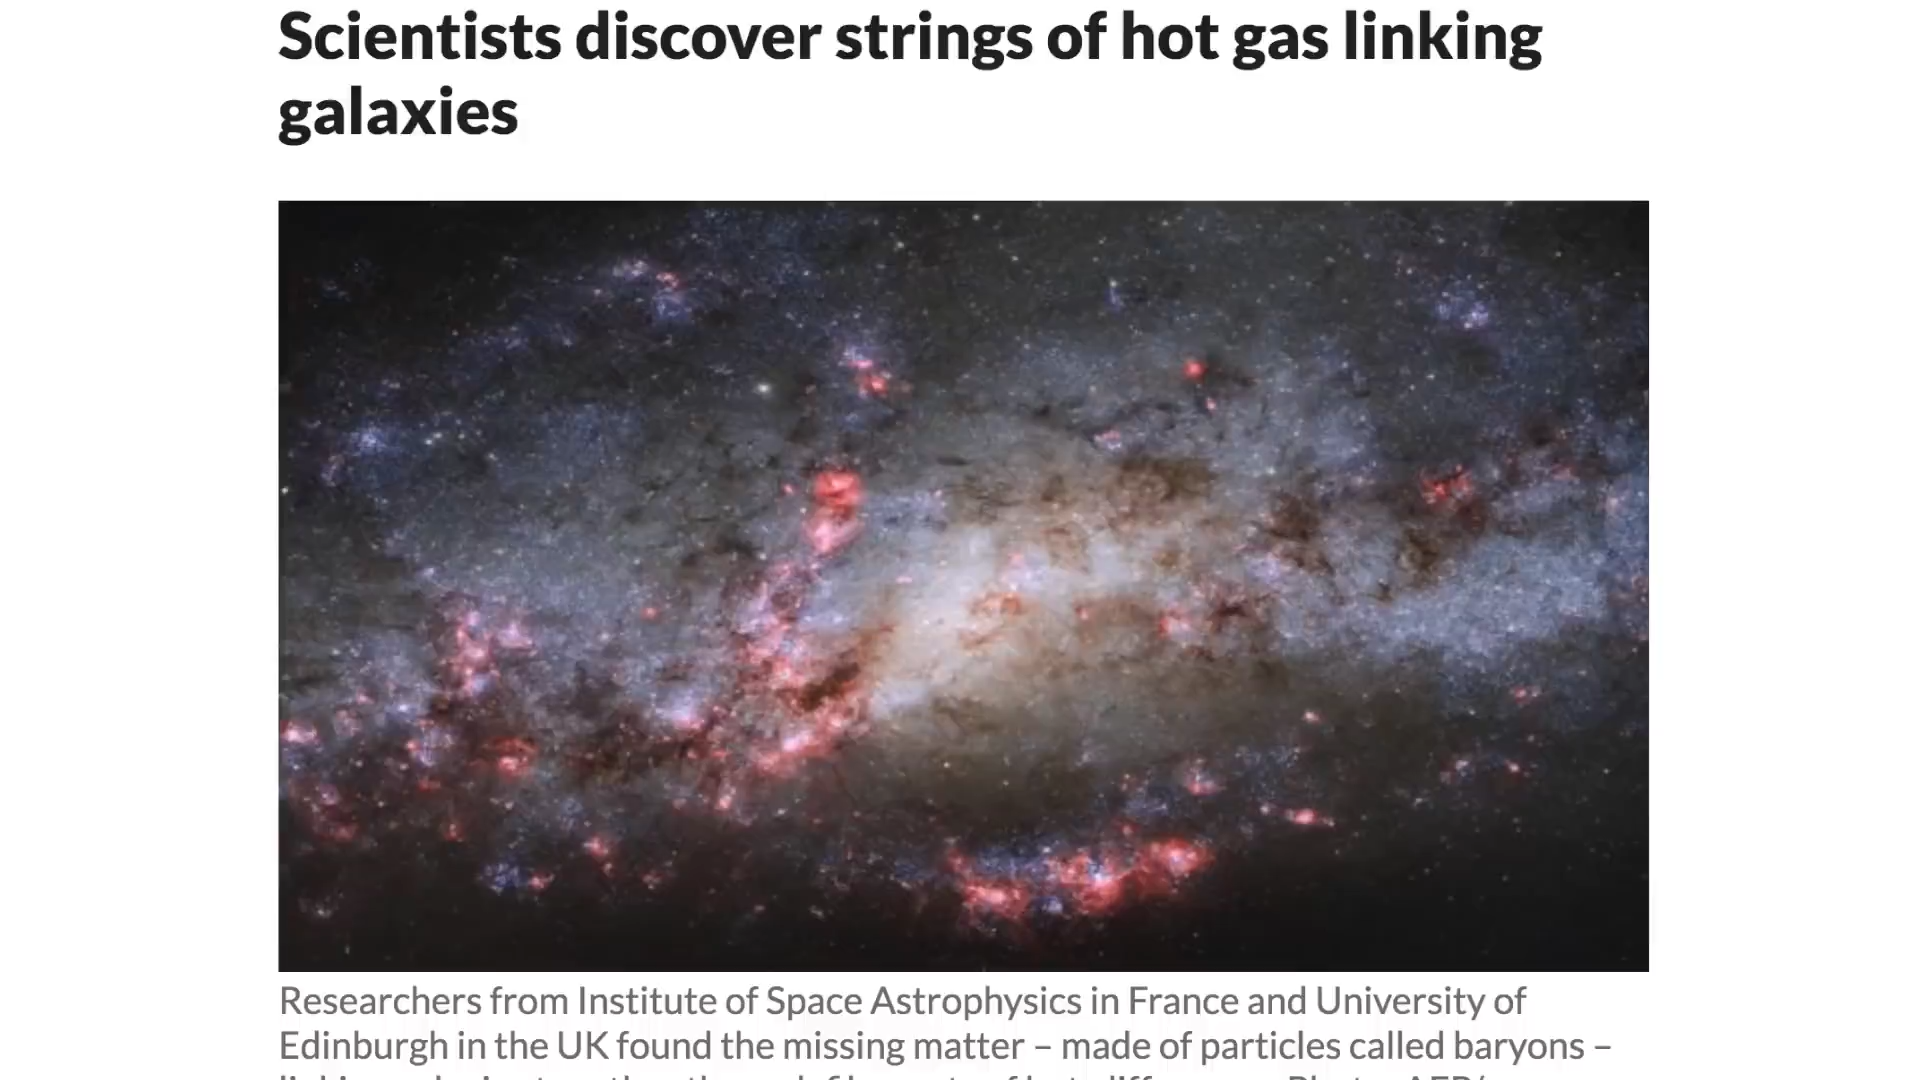 Scientists discover strings of hot gas linking
galaxies
Researchers from Institute of Space Astrophysics in France and University of
Edinburgh in the UK found the missing matter – made of particles called baryons –